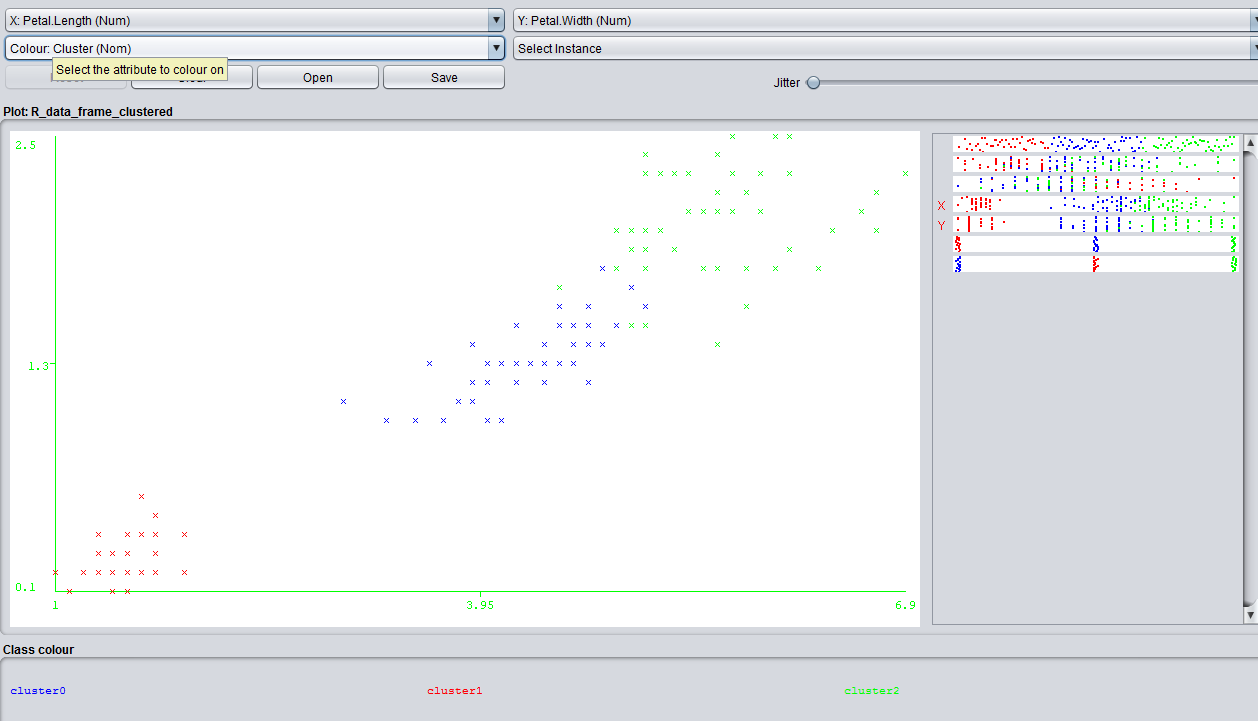 X: Petal.Length (Num)
Y: Petal.Width (Num)
Colour: Cluster (Nom)
Select Instance
Select the attribute to colour on
Open
Save
Jitter
Plot: R_data_frame_clustered
2.5
X
Y
1.3
0.1
1
3.95
6.9
Class colour
cluster0
cluster1
cluster2